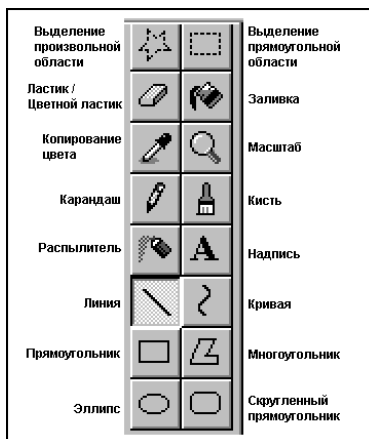 Выделение
произвольной
области
Выделение
прямоугольной
области
Ластик /
Цветной ластик
Заливка
Копирование
цвета
Масштаб
Карандаш
Кисть
Распылитель
A
Надпись
Линия
Кривая
Прямоугольник
Многоугольник
Эллипс
Скругленный
прямоугольник